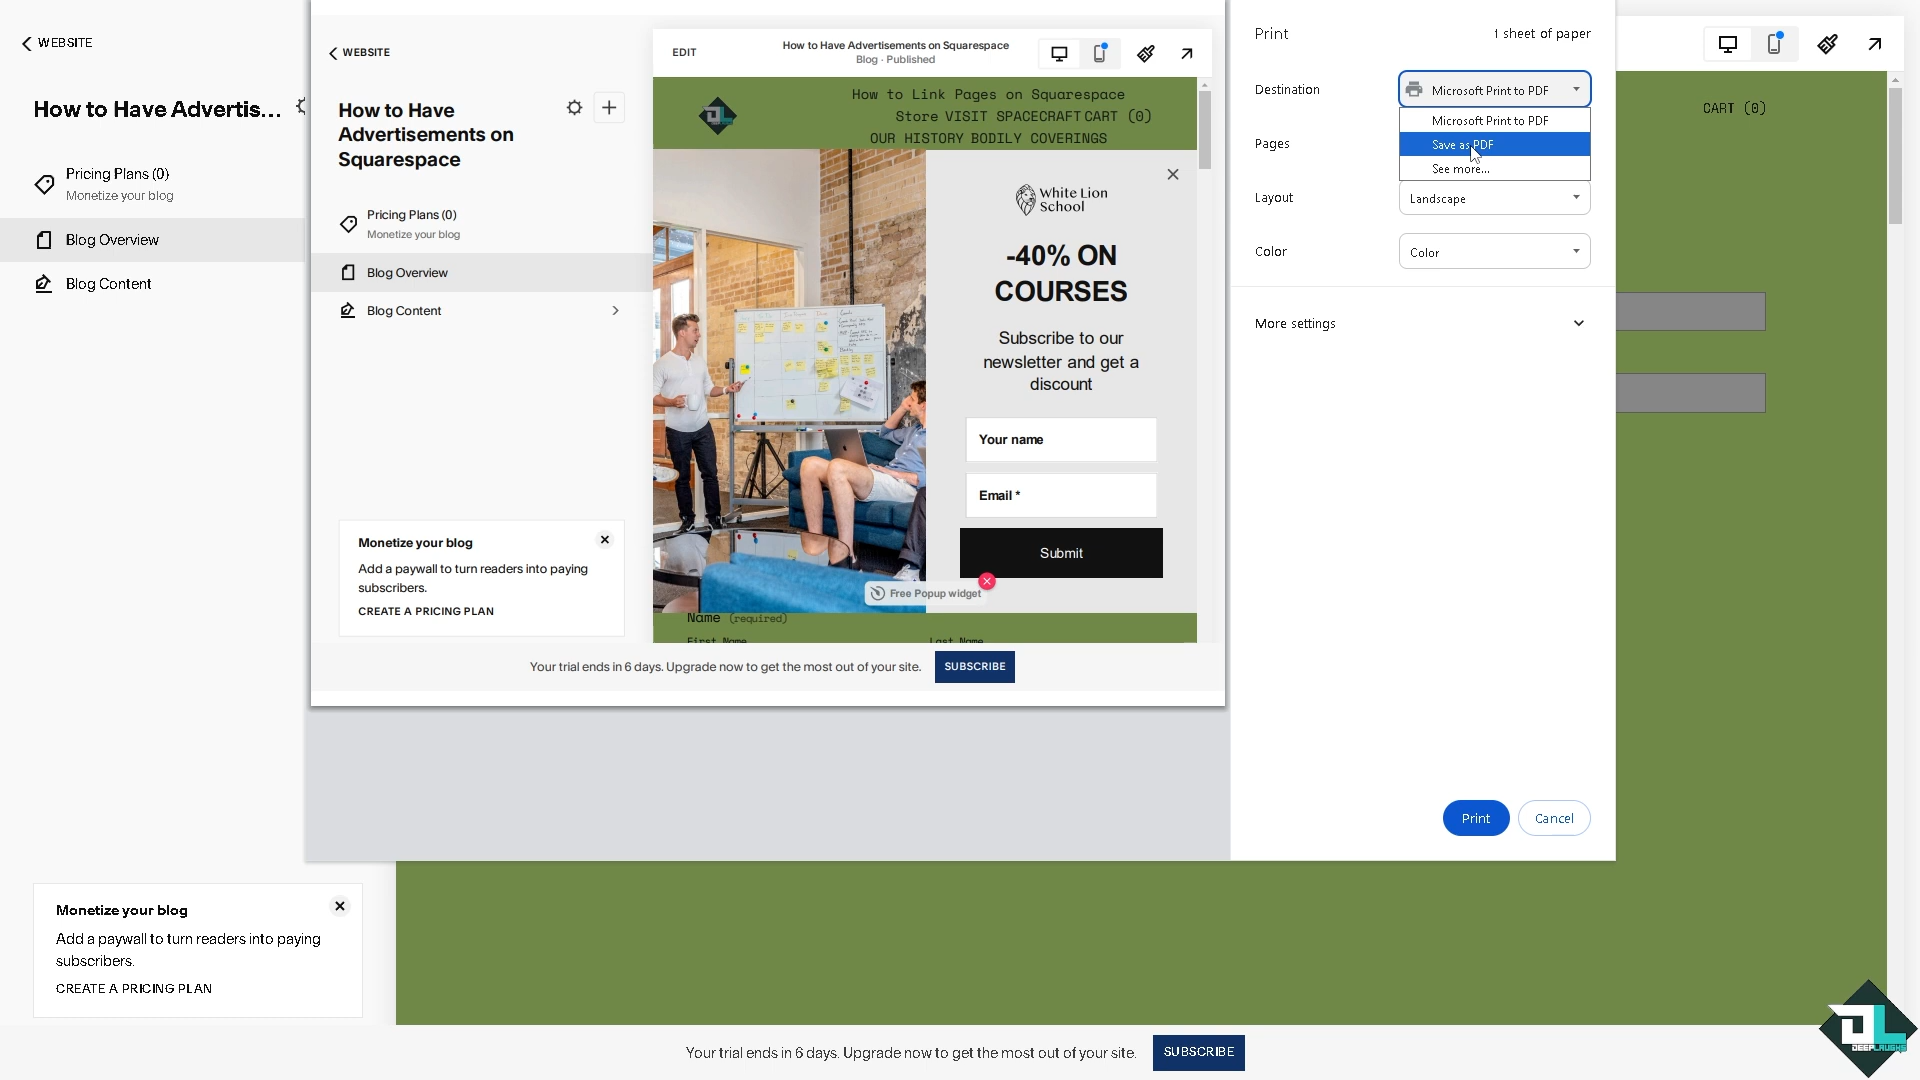 WEBSITE
How to Have Advertis...
Pricing Plans (0)
Monetize your blog
Blog Overview
Blog Content
Monetize your blog
Add a paywall to turn readers into paying
subscribers.
CREATE A PRICING PLAN
WEBSITE
How to Have
Advertisements on
Squarespace
Pricing Plans (0)
Monetize your blog
Blog Overview
Blog Content
Monetize your blog
Add a paywall to turn readers into paying
subscribers.
CREATE A PRICING PLAN
EDIT
How to Have Advertisements on Squarespace
Blog · Published
How to Link Pages on Squarespace
Store VISIT SPACECRAFT CART (0)
OUR HISTORY BODILY COVERINGS
White Lion
School
-40% ON
COURSES
Subscribe to our
newsletter and get a
discount
Your name
Email *
Submit
Free Popup widget
Name (required)
First Name Last Name
Your trial ends in 6 days. Upgrade now to get the most out of your site. SUBSCRIBE
Print 1 sheet of paper
Destination Microsoft Print to PDF
Microsoft Print to PDF
Save as PDF
See more...
Pages
Layout Landscape
Color Color
More settings
Print Cancel
CART (0)
Your trial ends in 6 days. Upgrade now to get the most out of your site. SUBSCRIBE
DEEPLAUGHS